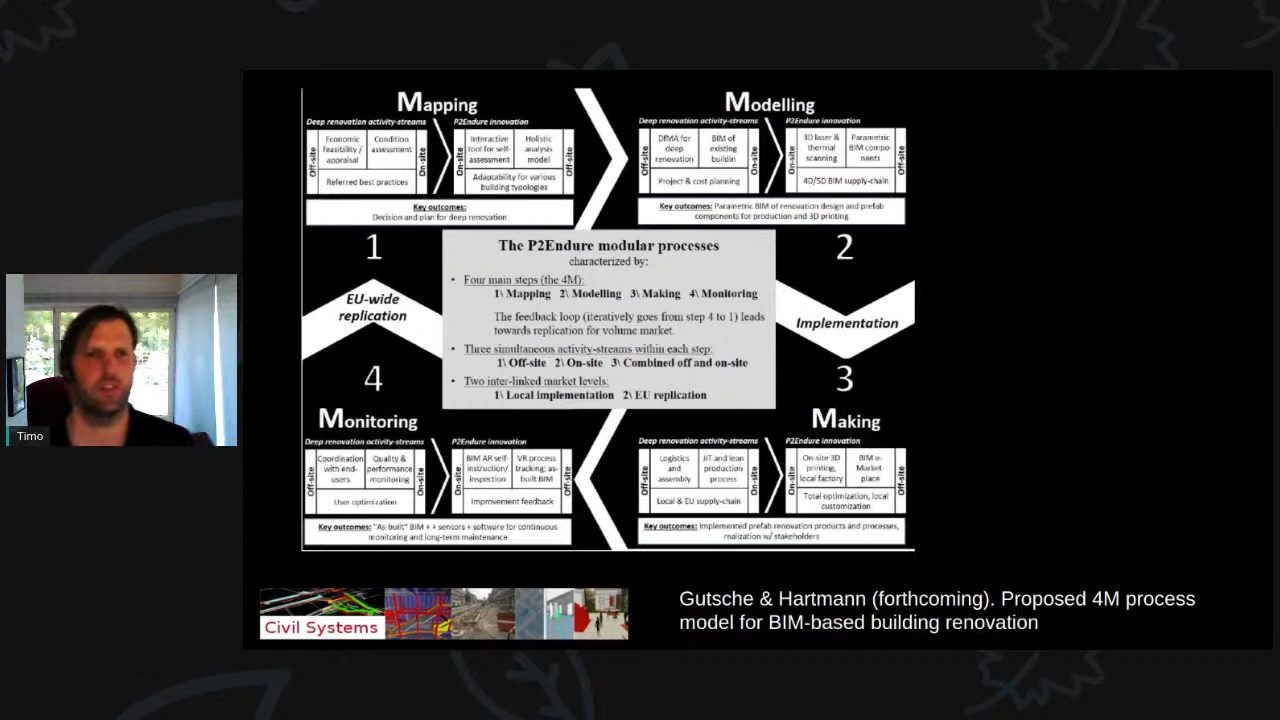 Mapping
Deep renovation activity-streams
P2Endure innovation
Off-site
Economic
feasibility /
appraisal
Condition
assessment
On-site
Referred best practices
On-site
Interactive
tool for self-
assessment
Holistic
analysis
model
Off-site
Adaptability for various
building typologies
Key outcomes:
Decision and plan for deep renovation
Modelling
Deep renovation activity-streams
P2Endure innovation
Off-site
DfMA for
deep
renovation
BIM of
existing
buildin
On-site
Project & cost planning
On-site
3D laser &
thermal
scanning
Parametric
BIM compo-
nents
Off-site
4D/5D BIM supply-chain
Key outcomes: Parametric BIM of renovation design and prefab
components for production and 3D printing
1
2
The P2Endure modular processes
characterized by:
• Four main steps (the 4M):
1\ Mapping 2\ Modelling 3\ Making 4\ Monitoring
The feedback loop (iteratively goes from step 4 to 1) leads
towards replication for volume market.
• Three simultaneous activity-streams within each step:
1\ Off-site 2\ On-site 3\ Combined off and on-site
• Two inter-linked market levels:
1\ Local implementation 2\ EU replication
EU-wide
replication
Implementation
4
3
Monitoring
Deep renovation activity-streams
P2Endure innovation
Off-site
Coordination
with end-
users
Quality &
performance
monitoring
On-site
User optimization
On-site
BIM AR self-
instruction/
inspection
VR process
tracking; as-
built BIM
Off-site
Improvement feedback
Key outcomes: "As-built" BIM + + sensors + software for continuous
monitoring and long-term maintenance
Making
Deep renovation activity-streams
P2Endure innovation
Off-site
Logistics
and
assembly
JIT and lean
production
process
On-site
Local & EU supply-chain
On-site
On-site 3D
printing,
local factory
BIM e-
Market-
place
Off-site
Total optimization, local
customization
Key outcomes: Implemented prefab renovation products and processes,
realization w/ stakeholders
Timo
Civil Systems
Gutsche & Hartmann (forthcoming). Proposed 4M process
model for BIM-based building renovation